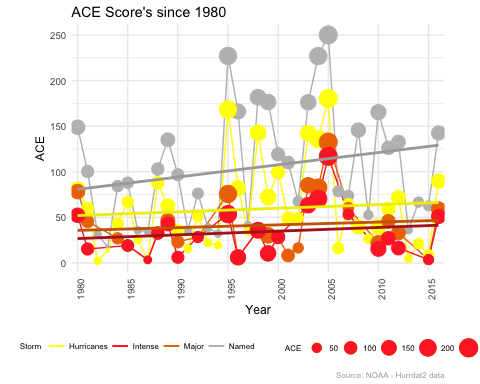 ACE Score's since 1980
250
200
150
100
50
0
ACE
1980 1985 1990 1995 2000 2005 2010 2015
Year
Storm Hurricanes Intense Major Named ACE 50 100 150 200
Source: NOAA - Hurrdat2 data